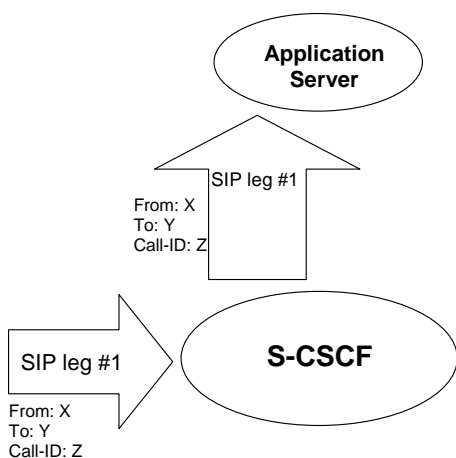 Application
Server
SIP leg #1
From: X
To: Y
Call-ID: Z
S-CSCF
SIP leg #1
From: X
To: Y
Call-ID: Z